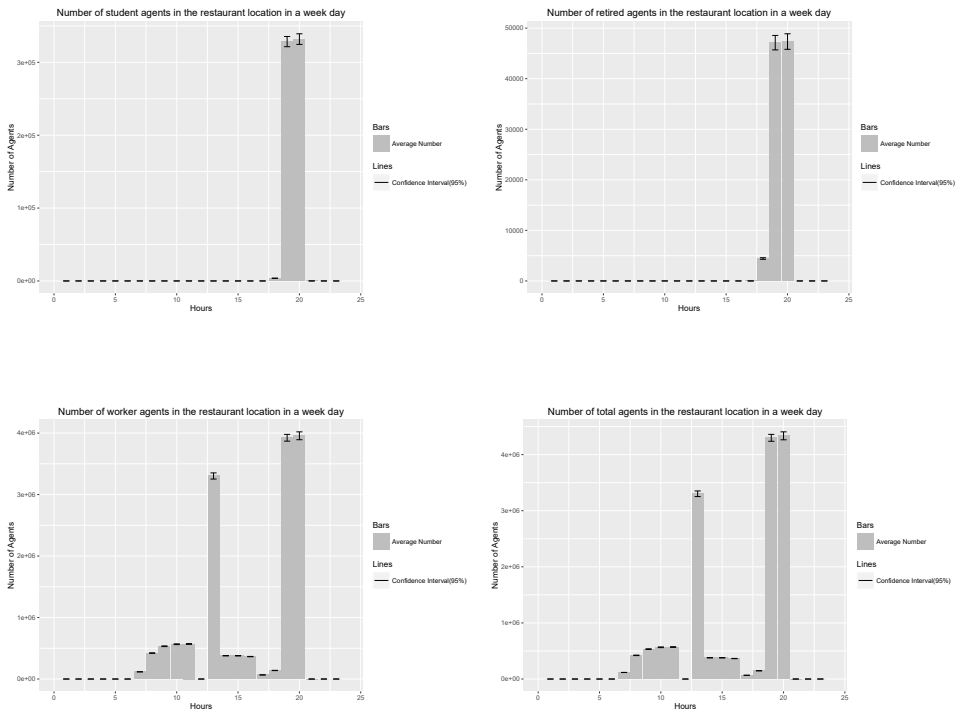 Number of student agents in the restaurant location in a week day
3e+05
2e+05
1e+05
0e+00
Number of Agents
0 5 10 15 20 25
Hours
Bars
Average Number
Lines
Confidence Interval(95%)
Number of retired agents in the restaurant location in a week day
50000
40000
30000
20000
10000
0
Number of Agents
0 5 10 15 20 25
Hours
Bars
Average Number
Lines
Confidence Interval(95%)
Number of worker agents in the restaurant location in a week day
4e+06
3e+06
2e+06
1e+06
0e+00
Number of Agents
0 5 10 15 20 25
Hours
Bars
Average Number
Lines
Confidence Interval(95%)
Number of total agents in the restaurant location in a week day
4e+06
3e+06
2e+06
1e+06
0e+00
Number of Agents
0 5 10 15 20 25
Hours
Bars
Average Number
Lines
Confidence Interval(95%)